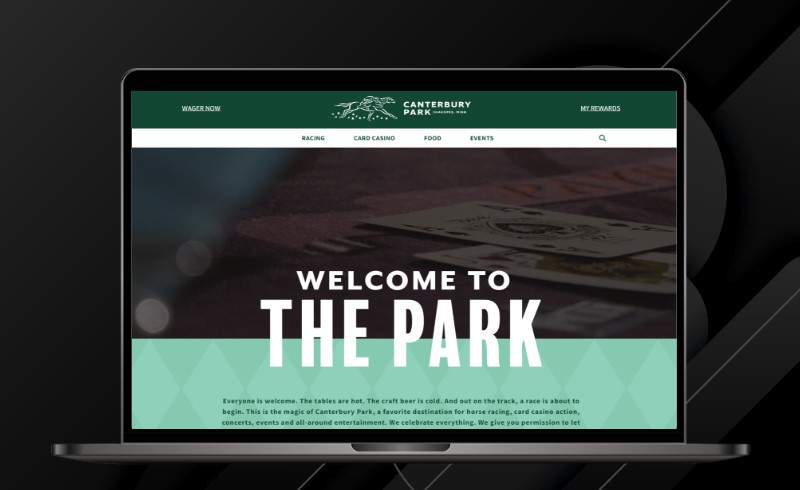 WAGER NOW
CANTERBURY
PARK SHAKOPEE, MINN
MY REWARDS
RACING CARD CASINO FOOD EVENTS
WELCOME TO
THE PARK
Everyone is welcome. The tables are hot. The craft beer is cold. And out on the track, a race is about to
begin. This is the magic of Canterbury Park, a favorite destination for horse racing, card casino action,
concerts, events and all-around entertainment. We celebrate everything. We give you permission to let